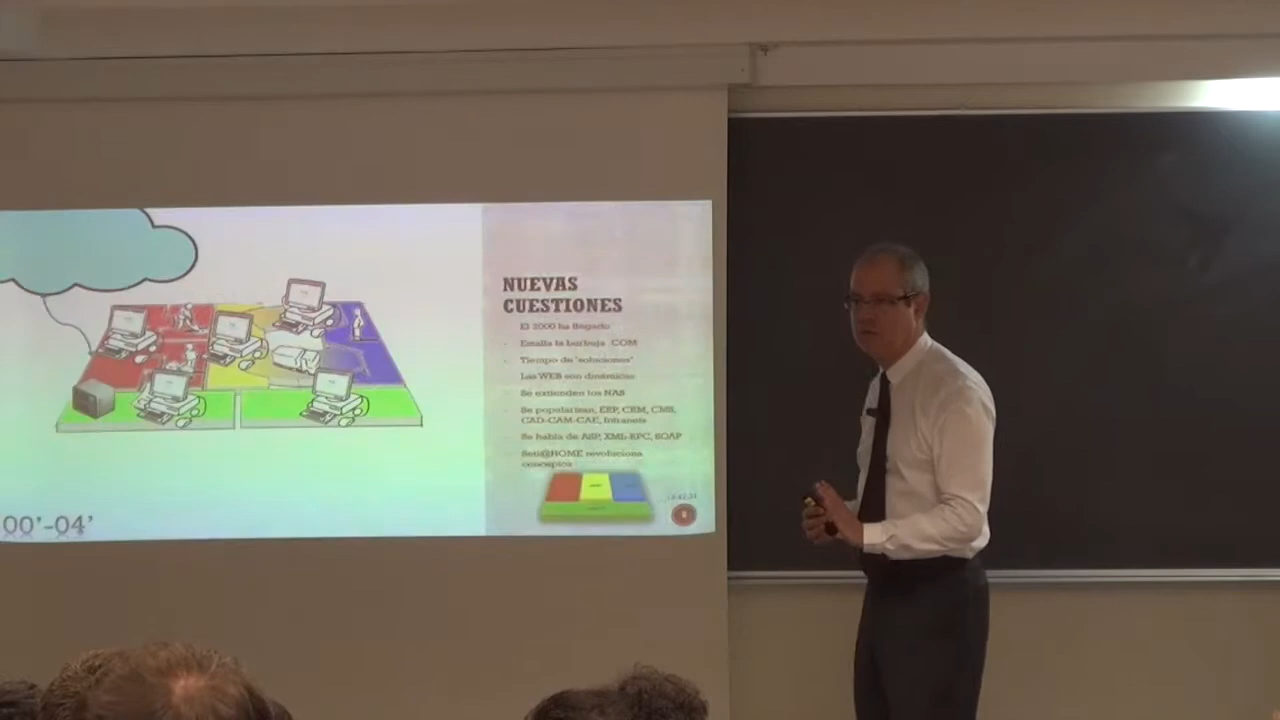 NUEVAS
CUESTIONES
El 2000 ha llegado
Estalla la burbuja .COM
Tiempo de "soluciones"
Las WEB son dinámicas
Se extienden los NAS
Se popularizan, ERP, CRM, CMS,
CAD-CAM-CAE, Intranets
Se habla de ASP, XML-RPC, SOAP
Seti@HOME revoluciona
conceptos
00'-04'